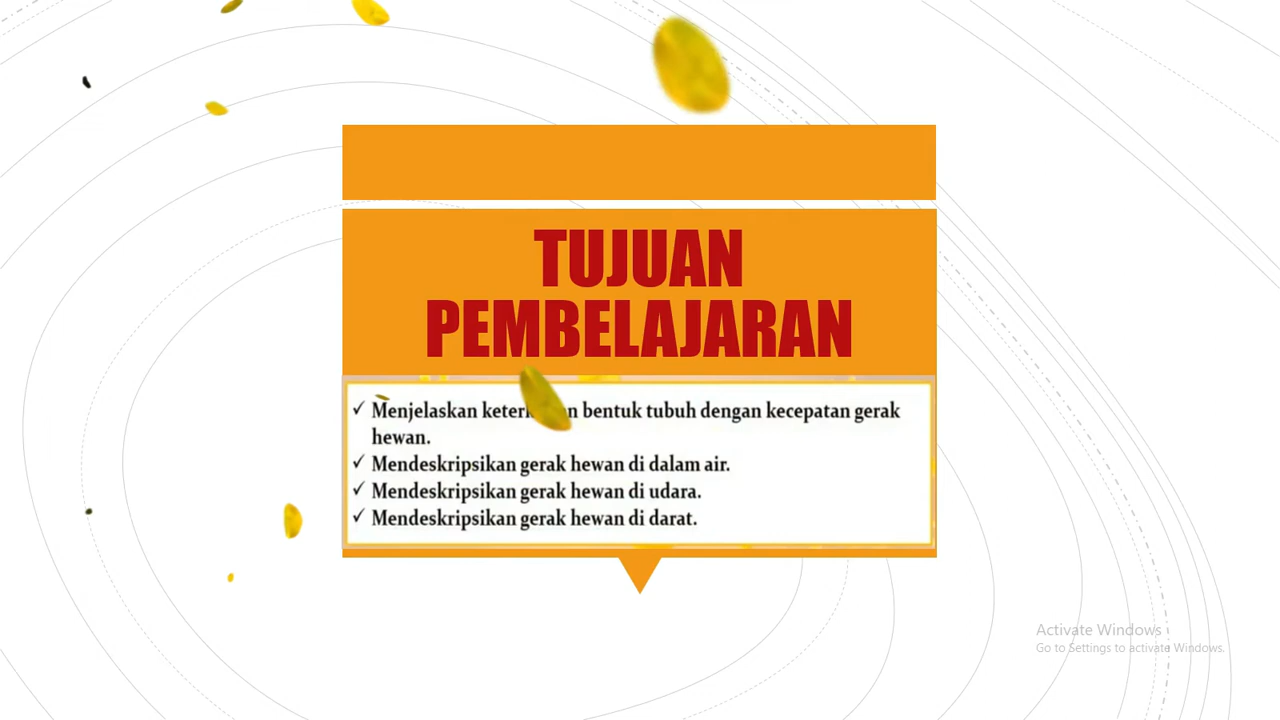 TUJUAN
PEMBELAJARAN
✓ Menjelaskan bentuk tubuh dengan kecepatan gerak
hewan.
✓ Mendeskripsikan gerak hewan di dalam air.
✓ Mendeskripsikan gerak hewan di udara.
✓ Mendeskripsikan gerak hewan di darat.
Activate Windows
Go to Settings to activate Windows.